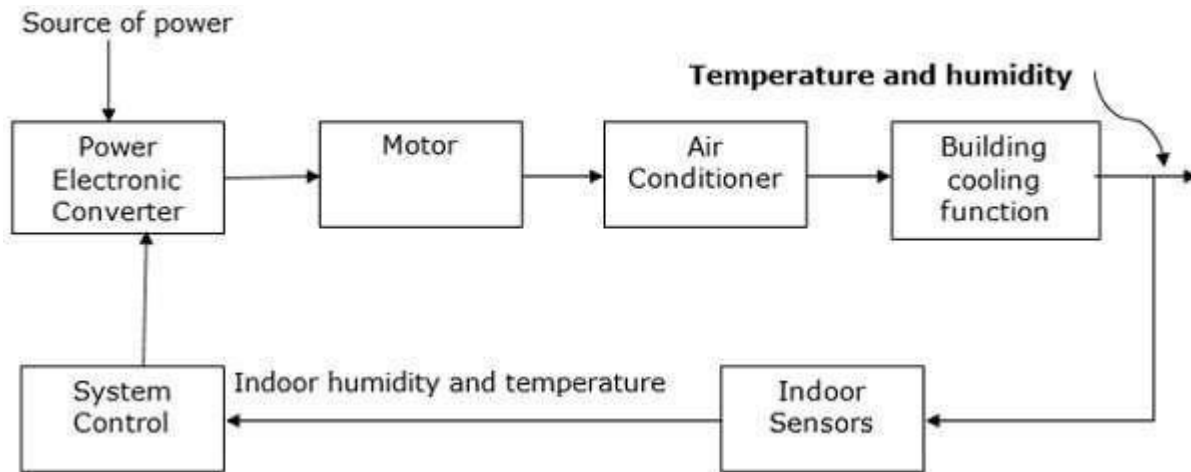 Source of power
Temperature and humidity
Power
Electronic
Converter
Motor
Air
Conditioner
Building
cooling
function
System
Control
Indoor humidity and temperature
Indoor
Sensors